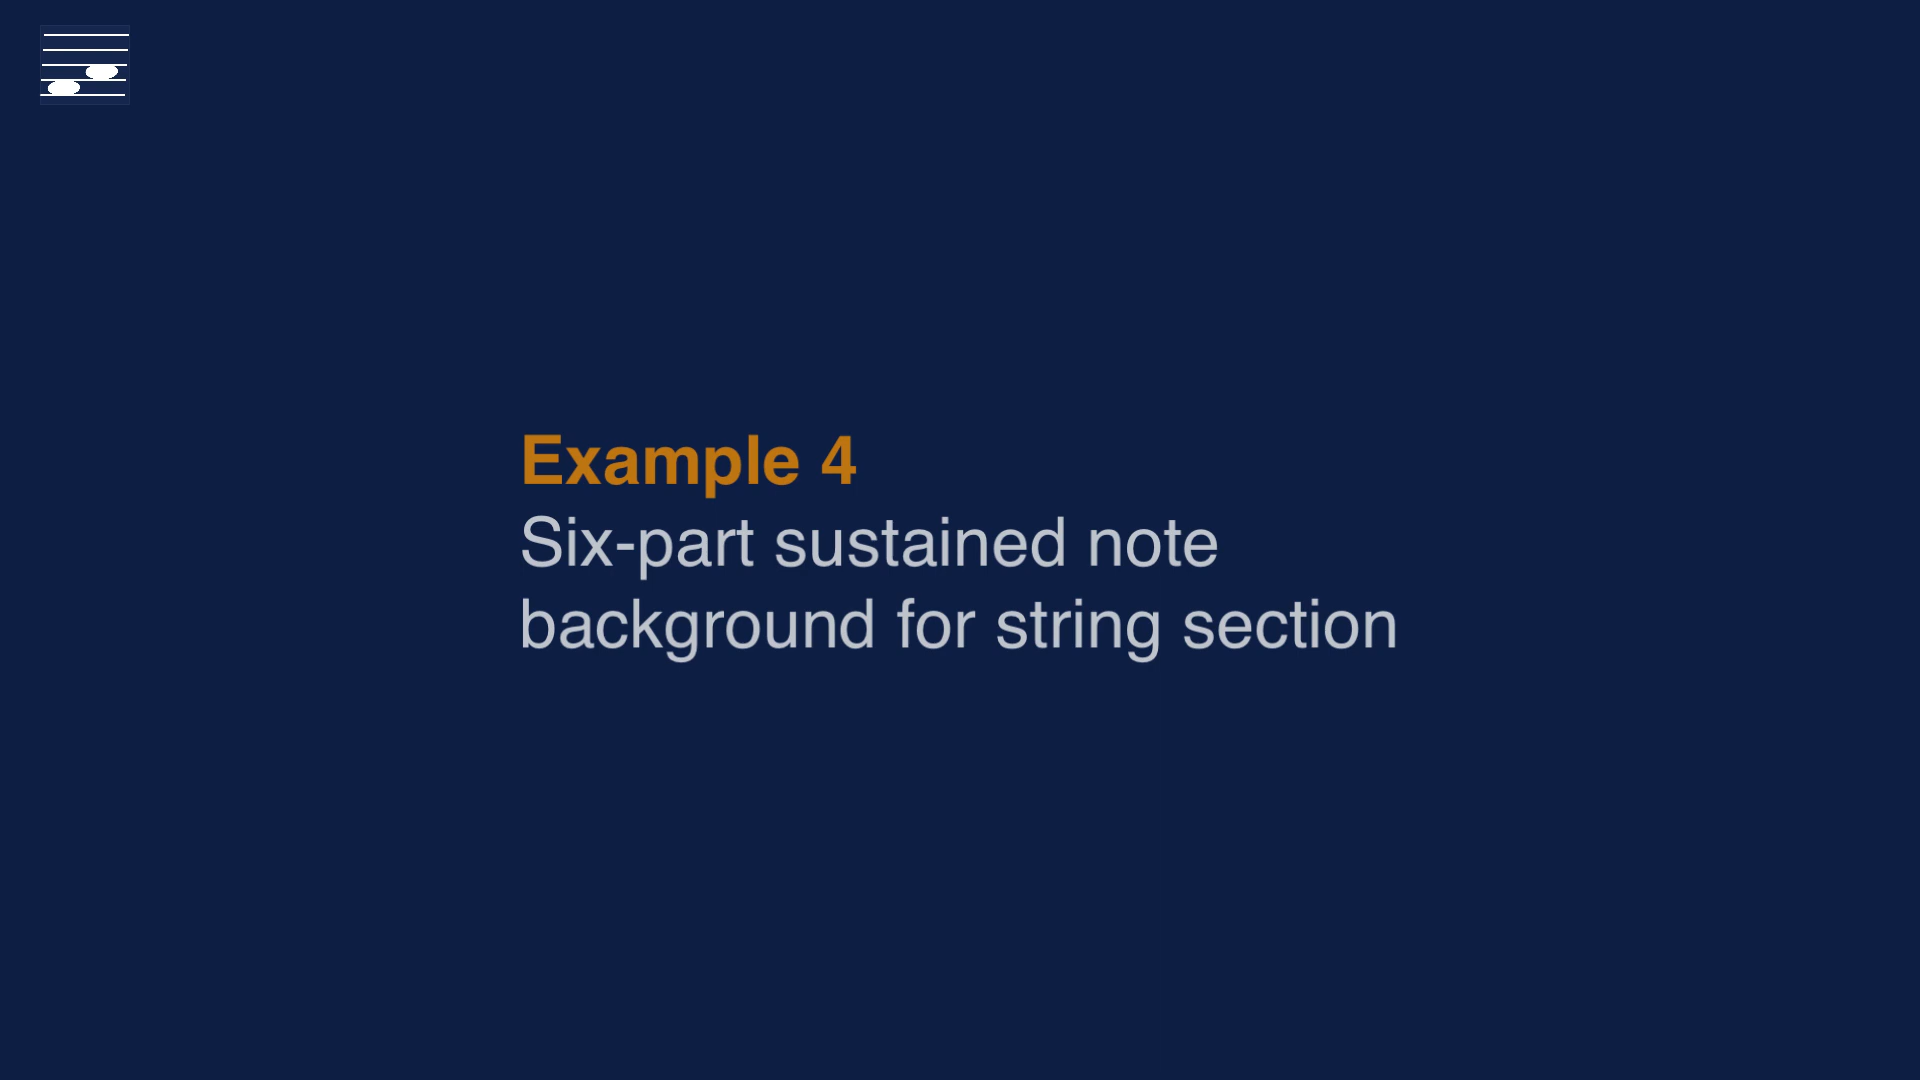 Example 4
Six-part sustained note
background for string section